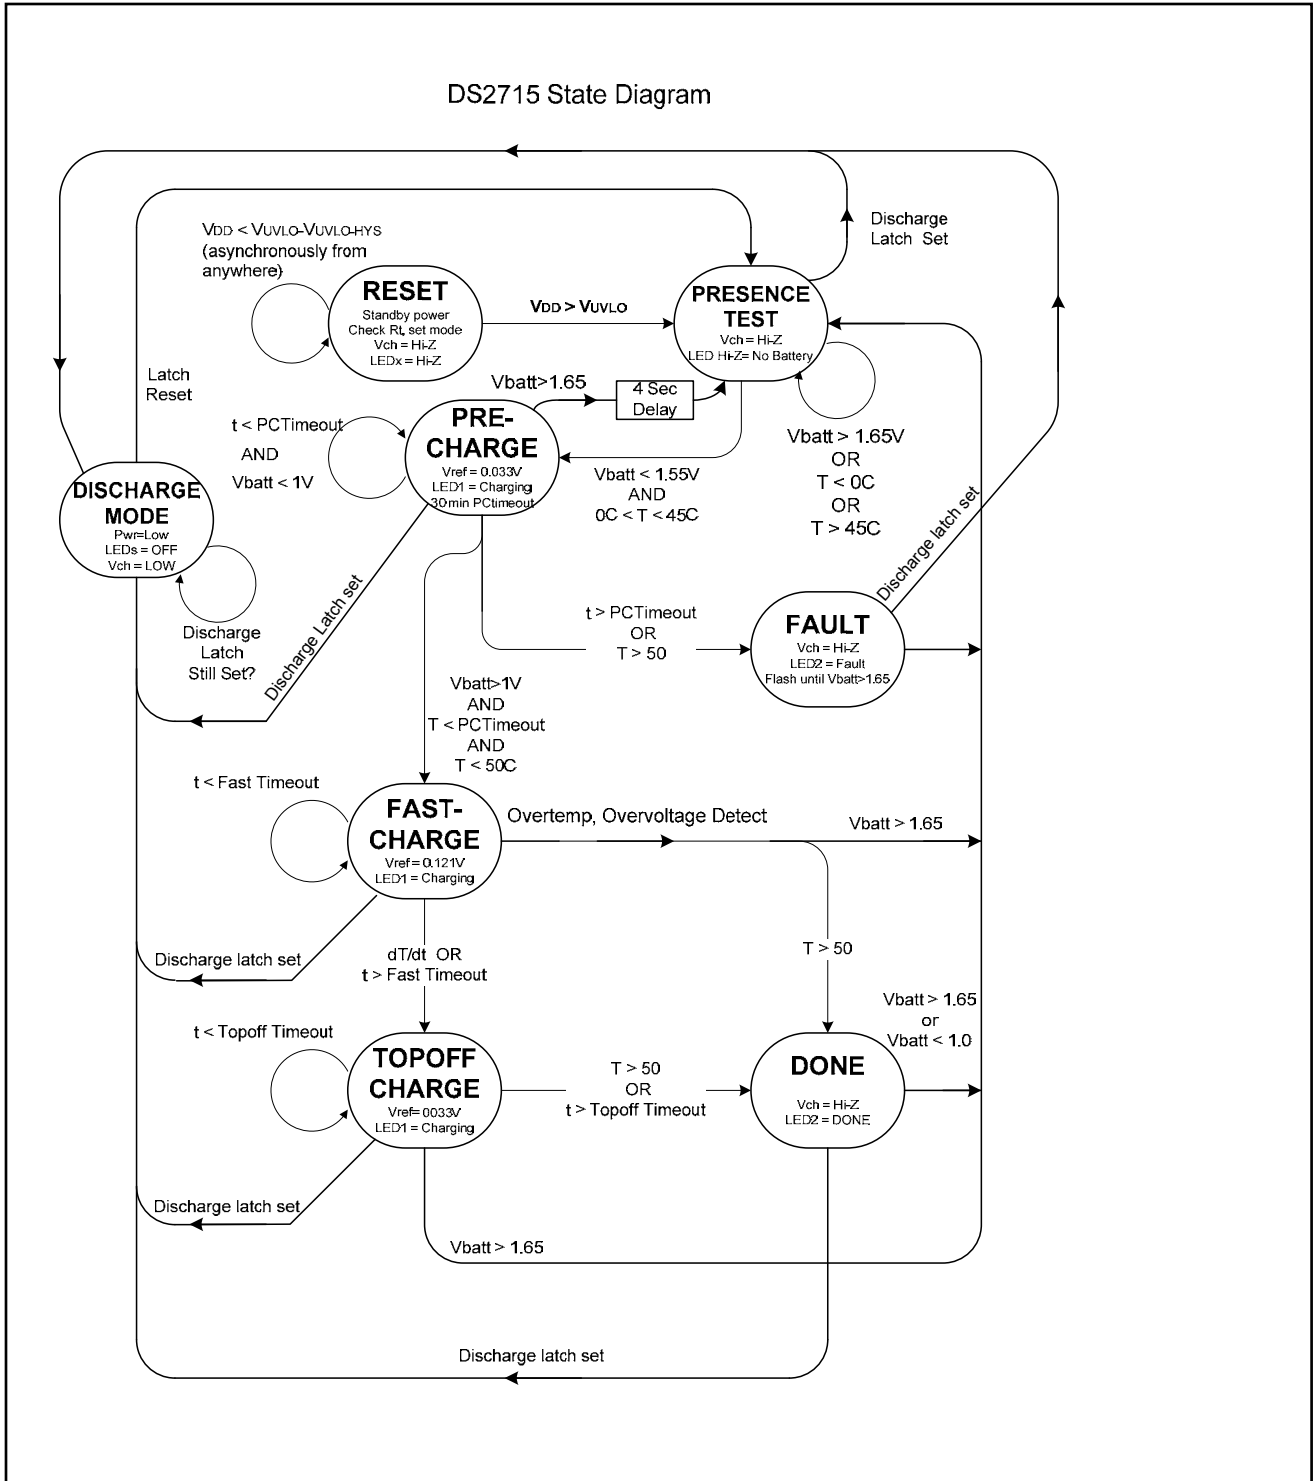 DS2715 State Diagram
Discharge
Latch Set
VDD < VUVLO-VUVLO-HYS
(asynchronously from
anywhere)
RESET
Standby power
Check Rt, set mode
Vch = Hi-Z
LEDx = Hi-Z
VDD > VUVLO
PRESENCE
TEST
Vch = Hi-Z
LED Hi-Z= No Battery
Latch
Reset
Vbatt>1.65
4 Sec
Delay
t < PCTimeout
AND
Vbatt < 1V
PRE-
CHARGE
Vref = 0.033V
LED1 = Charging
30min PCtimeout
Vbatt < 1.55V
AND
0C < T < 45C
Vbatt > 1.65V
OR
T < 0C
OR
T > 45C
DISCHARGE
MODE
Pwr=Low
LEDs = OFF
Vch = LOW
Discharge
Latch
Still Set?
Discharge Latch set
t > PCTimeout
OR
T > 50
FAULT
Vch = Hi-Z
LED2 = Fault
Flash until Vbatt>1.65
Discharge latch set
Vbatt>1V
AND
T < PCTimeout
AND
T < 50C
t < Fast Timeout
FAST-
CHARGE
Vref = 0.121V
LED1 = Charging
Overtemp, Overvoltage Detect
Vbatt > 1.65
Discharge latch set
dT/dt OR
t > Fast Timeout
T > 50
Vbatt > 1.65
or
Vbatt < 1.0
t < Topoff Timeout
TOPOFF
CHARGE
Vref= 0033V
LED1 = Charging
T > 50
OR
t > Topoff Timeout
DONE
Vch = Hi-Z
LED2 = DONE
Discharge latch set
Vbatt > 1.65
Discharge latch set